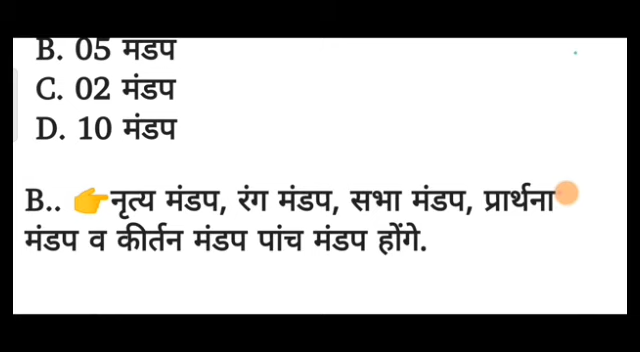 B. 05 मंडप
C. 02 मंडप
D. 10 मंडप
B.. 👉नृत्य मंडप, रंग मंडप, सभा मंडप, प्रार्थना
मंडप व कीर्तन मंडप पांच मंडप होंगे.